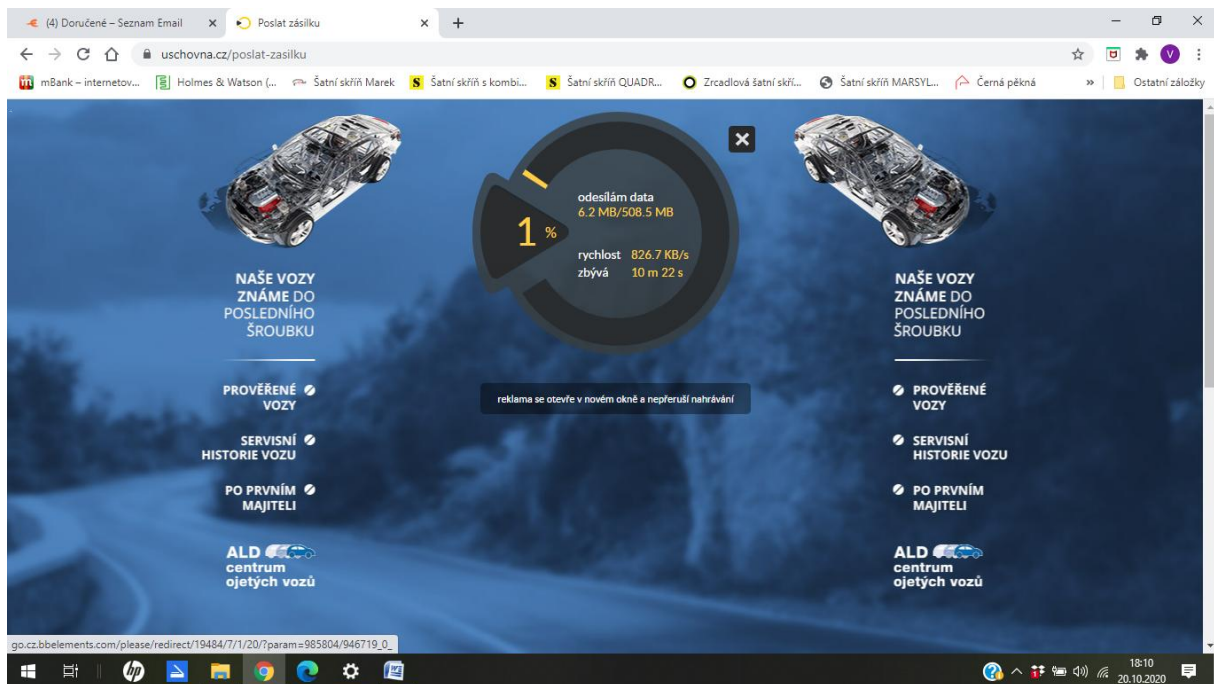 (4) Doručené – Seznam Email
Poslat zásilku
uschovna.cz/poslat-zasilku
V
m mBank – internetov...
Holmes & Watson (...
Šatní skříň Marek
S Šatní skříň s kombi...
S Šatní skříň QUADR...
Zrcadlová šatní skří...
Šatní skříň MARSYL...
Černá pěkná
»
Ostatní záložky
NAŠE VOZY
ZNÁME DO
POSLEDNÍHO
ŠROUBKU
PROVĚŘENÉ
VOZY
SERVISNÍ
HISTORIE VOZU
PO PRVNÍM
MAJITELI
ALD
centrum
ojetých vozů
1 %
odesílám data
6.2 MB/508.5 MB
rychlost 826.7 KB/s
zbývá 10 m 22 s
reklama se otevře v novém okně a nepřeruší nahrávání
NAŠE VOZY
ZNÁME DO
POSLEDNÍHO
ŠROUBKU
PROVĚŘENÉ
VOZY
SERVISNÍ
HISTORIE VOZU
PO PRVNÍM
MAJITELI
ALD
centrum
ojetých vozů
go.cz.bbelements.com/please/redirect/19484/7/1/20/?param=985804/946719_0_
hp
18:10
20.10.2020